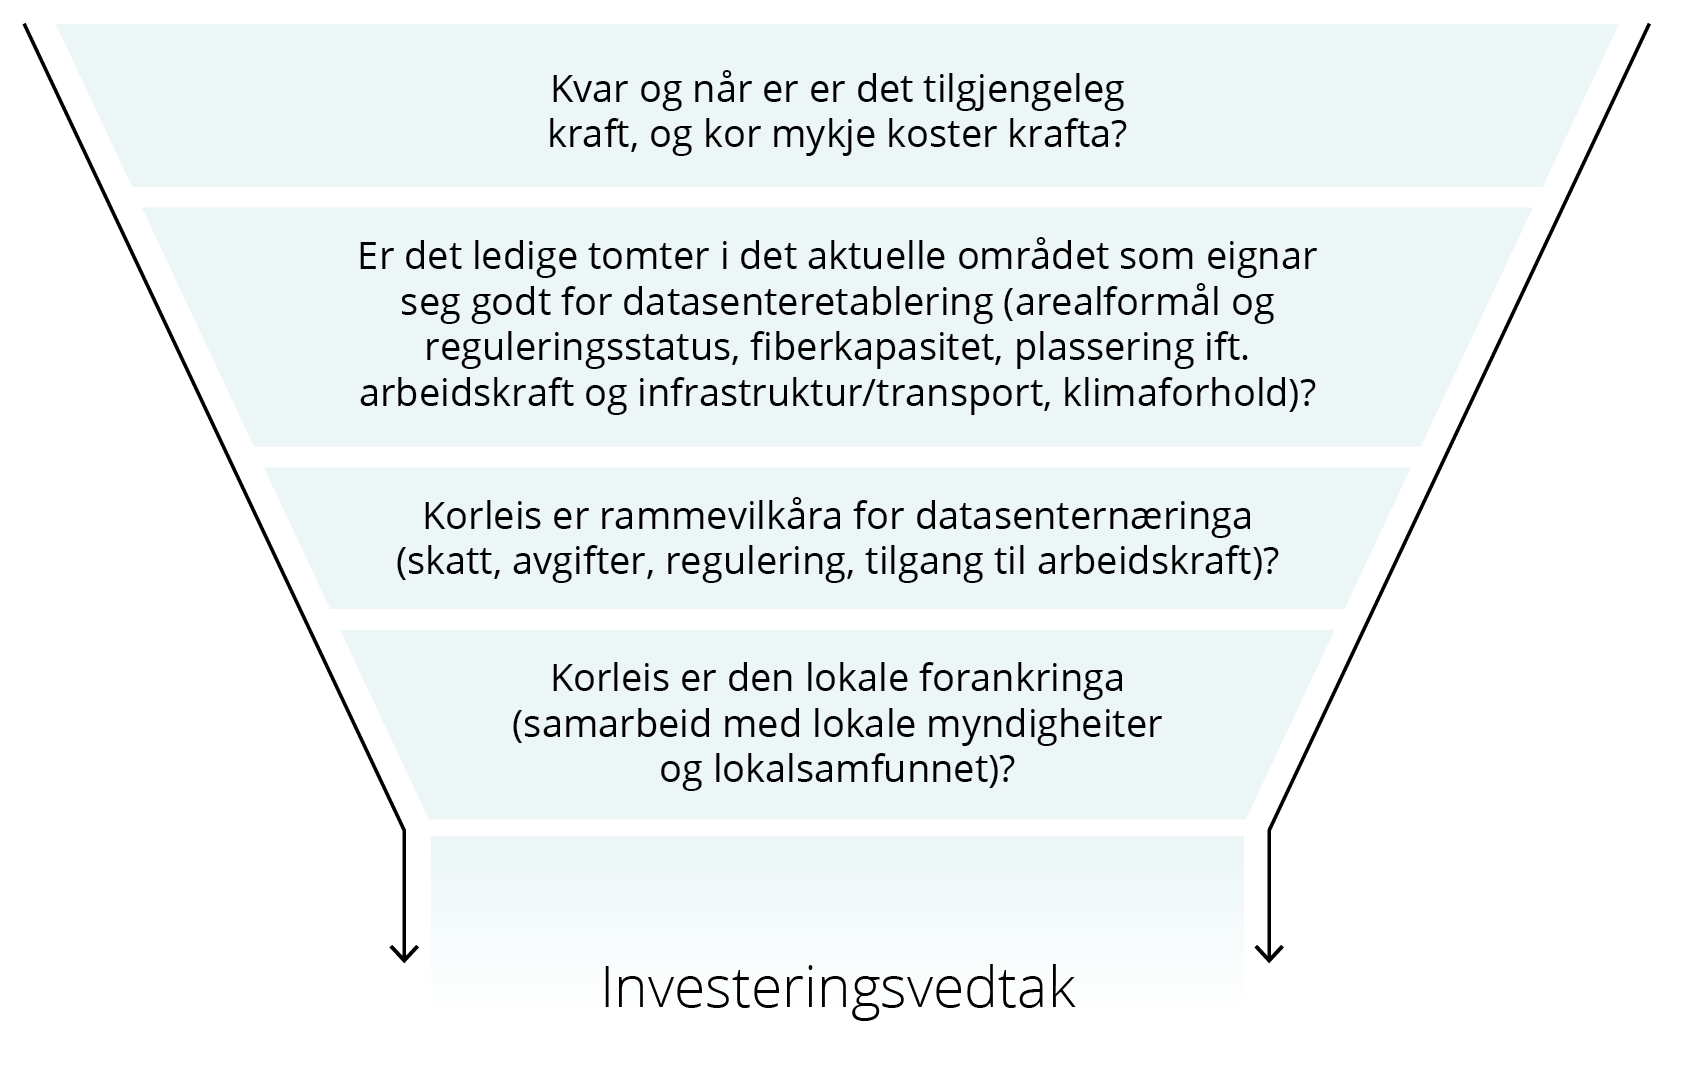 Kvar og når er er det tilgjengeleg
kraft, og kor mykje koster krafta?
Er det ledige tomter i det aktuelle området som eignar
seg godt for datasenteretablering (arealformål og
reguleringsstatus, fiberkapasitet, plassering ift.
arbeidskraft og infrastruktur/transport, klimaforhold)?
Korleis er rammevilkåra for datasenternæringa
(skatt, avgifter, regulering, tilgang til arbeidskraft)?
Korleis er den lokale forankringa
(samarbeid med lokale myndigheiter
og lokalsamfunnet)?
Investeringsvedtak